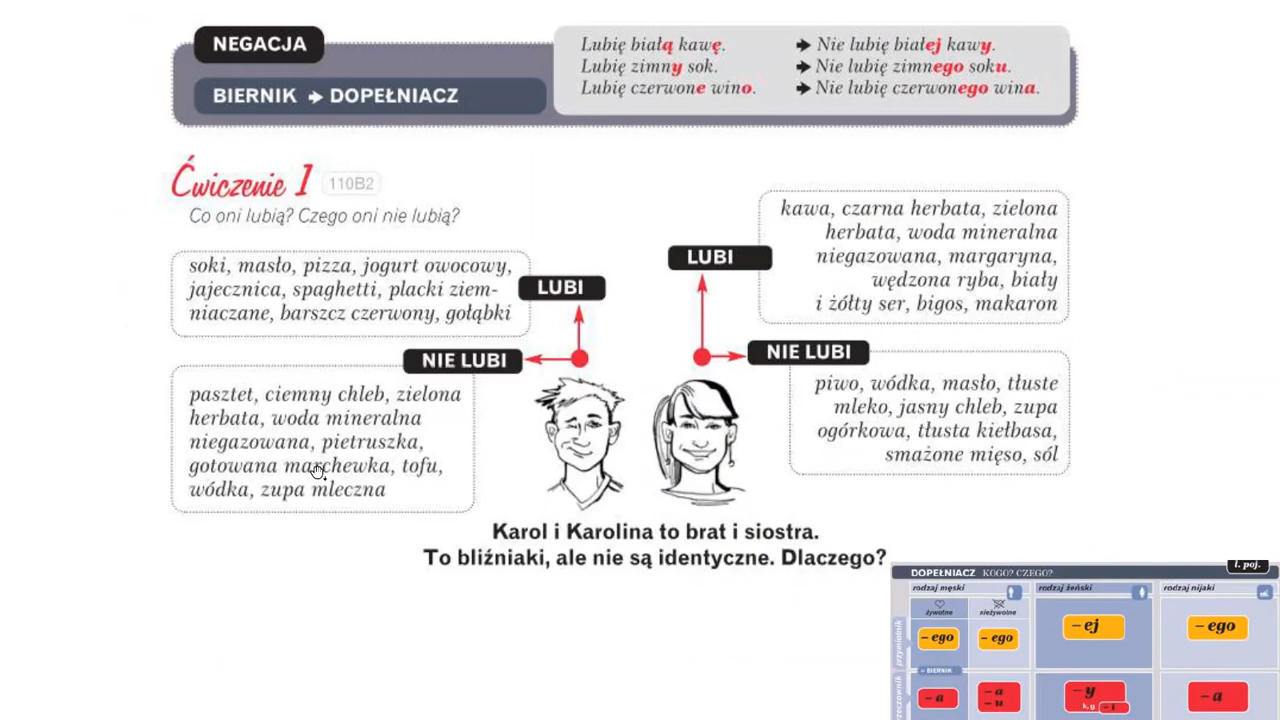 NEGACJA
BIERNIK → DOPEŁNIACZ
Lubię białą kawę. → Nie lubię białej kawy.
Lubię zimny sok. → Nie lubię zimnego soku.
Lubię czerwone wino. → Nie lubię czerwonego wina.
Ćwiczenie 1 110B2
Co oni lubią? Czego oni nie lubią?
soki, masło, pizza, jogurt owocowy,
jajecznica, spaghetti, placki ziem-
niaczane, barszcz czerwony, gołąbki
LUBI
NIE LUBI
pasztet, ciemny chleb, zielona
herbata, woda mineralna
niegazowana, pietruszka,
gotowana marchewka, tofu,
wódka, zupa mleczna
LUBI
kawa, czarna herbata, zielona
herbata, woda mineralna
niegazowana, margaryna,
wędzona ryba, biały
i żółty ser, bigos, makaron
NIE LUBI
piwo, wódka, masło, tłuste
mleko, jasny chleb, zupa
ogórkowa, tłusta kiełbasa,
smażone mięso, sól
Karol i Karolina to brat i siostra.
To bliźniaki, ale nie są identyczne. Dlaczego?
l. poj.
DOPEŁNIACZ KOGO? CZEGO?
rodzaj męski rodzaj żeński rodzaj nijaki
żywotne nieżywotne
przymiotnik
-ego -ego -ej -ego
= BIERNIK
rzeczownik
-a -a -y -a
-u k, g -i